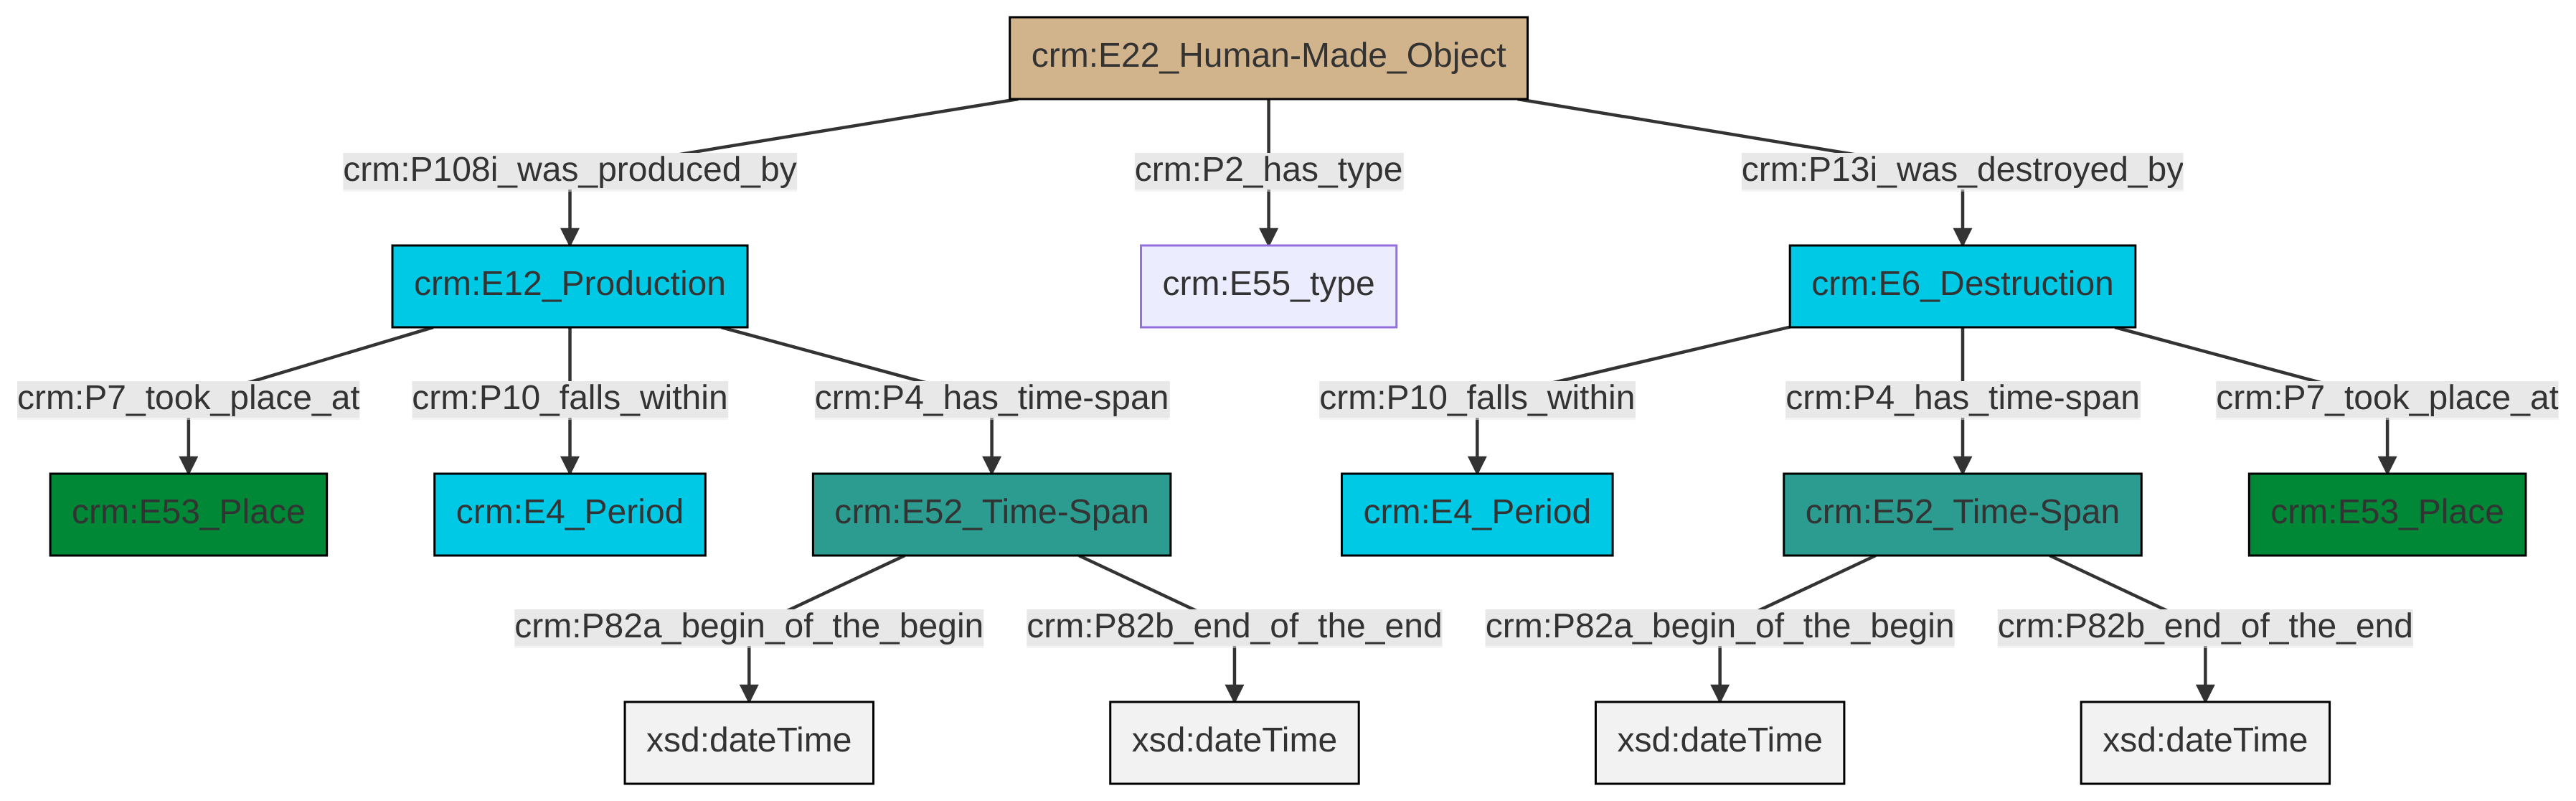 crm:E22_Human-Made_Object
crm:P108i_was_produced_by
crm:P2_has_type
crm:P13i_was_destroyed_by
crm:E12_Production
crm:E55_type
crm:E6_Destruction
crm:P7_took_place_at
crm:P10_falls_within
crm:P4_has_time-span
crm:P10_falls_within
crm:P4_has_time-span
crm:P7_took_place_at
crm:E53_Place
crm:E4_Period
crm:E52_Time-Span
crm:E4_Period
crm:E52_Time-Span
crm:E53_Place
crm:P82a_begin_of_the_begin
crm:P82b_end_of_the_end
crm:P82a_begin_of_the_begin
crm:P82b_end_of_the_end
xsd:dateTime
xsd:dateTime
xsd:dateTime
xsd:dateTime